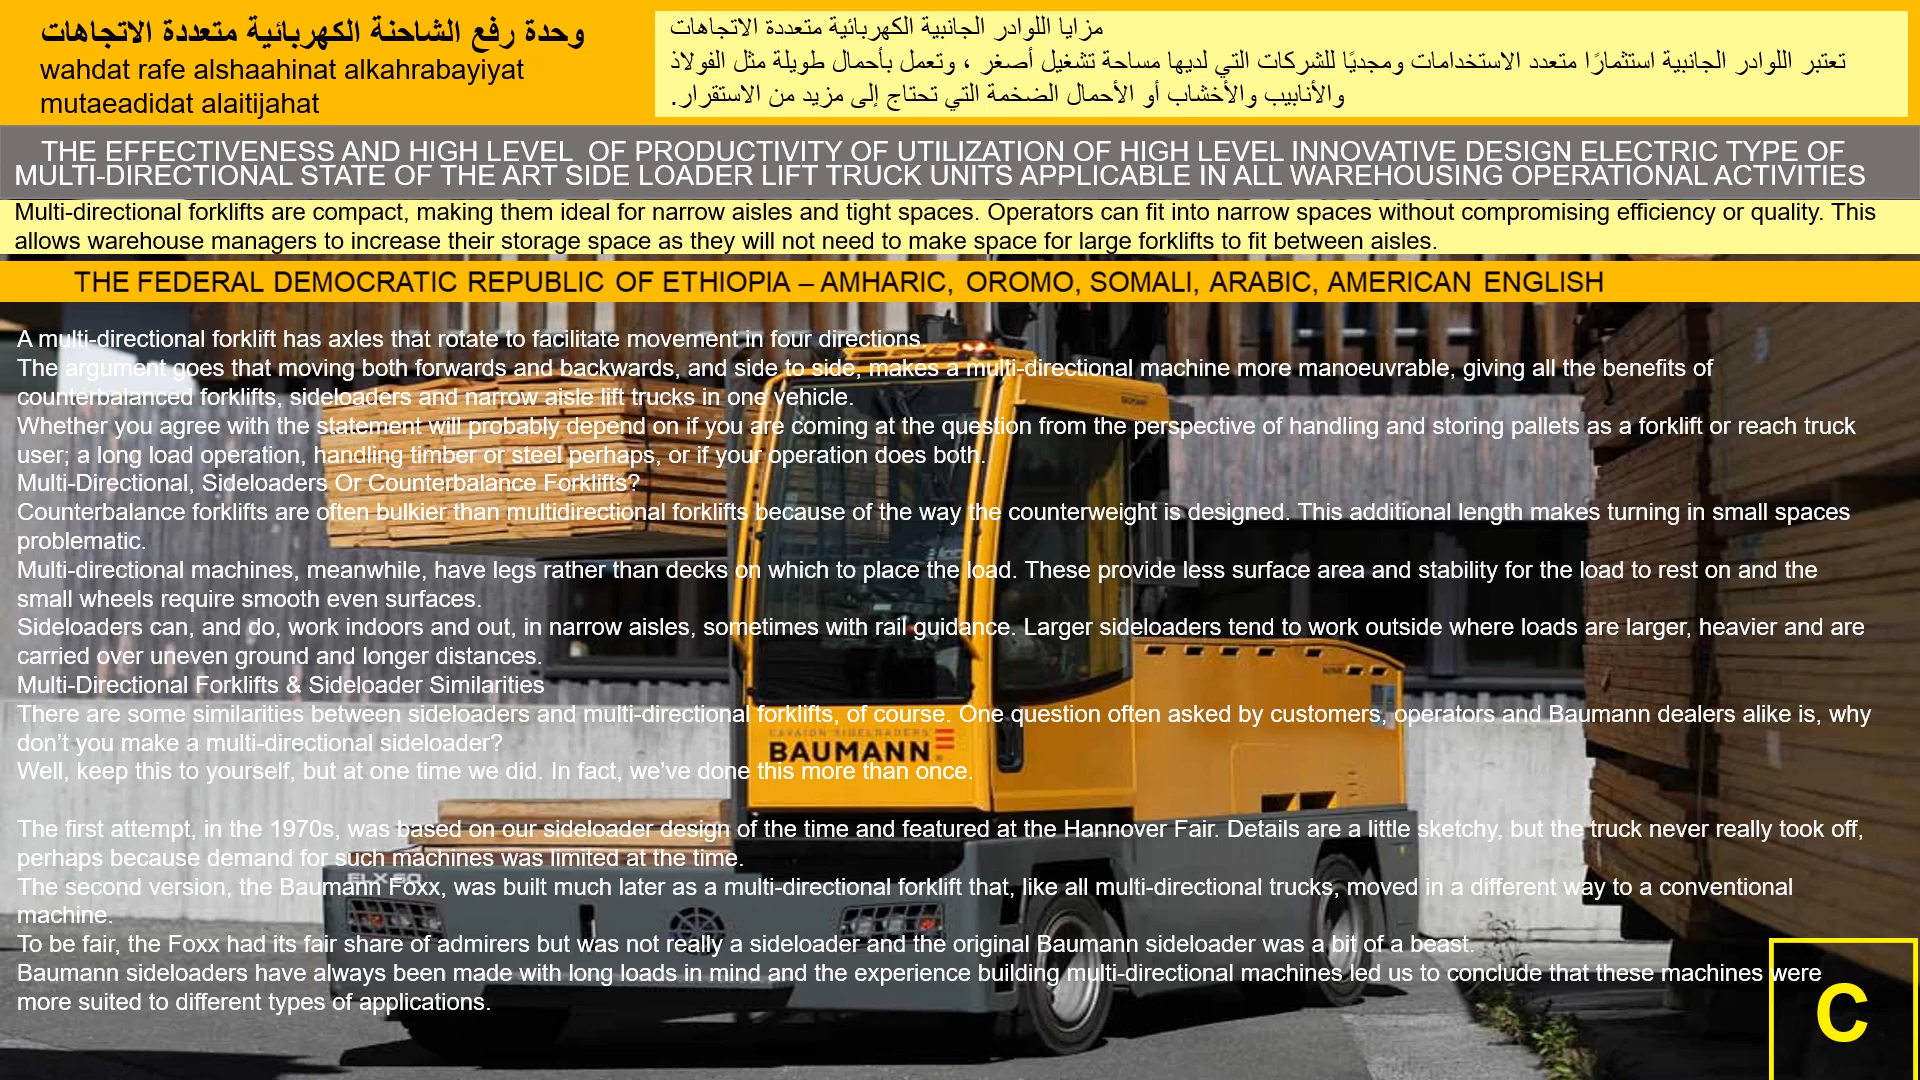 وحدة رفع الشاحنة الكهربائية متعددة الاتجاهات
wahdat rafe alshaahinat alkahrabayiyat
mutaeadidat alaitijahat
مزايا اللوادر الجانبية الكهربائية متعددة الاتجاهات
تعتبر اللوادر الجانبية استثمارًا متعدد الاستخدامات ومجديًا للشركات التي لديها مساحة تشغيل أصغر ، وتعمل بأحمال طويلة مثل الفولاذ
والأنابيب والأخشاب أو الأحمال الضخمة التي تحتاج إلى مزيد من الاستقرار.
THE EFFECTIVENESS AND HIGH LEVEL OF PRODUCTIVITY OF UTILIZATION OF HIGH LEVEL INNOVATIVE DESIGN ELECTRIC TYPE OF
MULTI-DIRECTIONAL STATE OF THE ART SIDE LOADER LIFT TRUCK UNITS APPLICABLE IN ALL WAREHOUSING OPERATIONAL ACTIVITIES
Multi-directional forklifts are compact, making them ideal for narrow aisles and tight spaces. Operators can fit into narrow spaces without compromising efficiency or quality. This
allows warehouse managers to increase their storage space as they will not need to make space for large forklifts to fit between aisles.
THE FEDERAL DEMOCRATIC REPUBLIC OF ETHIOPIA – AMHARIC, OROMO, SOMALI, ARABIC, AMERICAN ENGLISH
A multi-directional forklift has axles that rotate to facilitate movement in four directions.
The argument goes that moving both forwards and backwards, and side to side, makes a multi-directional machine more manoeuvrable, giving all the benefits of
counterbalanced forklifts, sideloaders and narrow aisle lift trucks in one vehicle.
Whether you agree with the statement will probably depend on if you are coming at the question from the perspective of handling and storing pallets as a forklift or reach truck
user; a long load operation, handling timber or steel perhaps, or if your operation does both.
Multi-Directional, Sideloaders Or Counterbalance Forklifts?
Counterbalance forklifts are often bulkier than multidirectional forklifts because of the way the counterweight is designed. This additional length makes turning in small spaces
problematic.
Multi-directional machines, meanwhile, have legs rather than decks on which to place the load. These provide less surface area and stability for the load to rest on and the
small wheels require smooth even surfaces.
Sideloaders can, and do, work indoors and out, in narrow aisles, sometimes with rail guidance. Larger sideloaders tend to work outside where loads are larger, heavier and are
carried over uneven ground and longer distances.
Multi-Directional Forklifts & Sideloader Similarities
There are some similarities between sideloaders and multi-directional forklifts, of course. One question often asked by customers, operators and Baumann dealers alike is, why
don’t you make a multi-directional sideloader?
CAVAION SIDELOADERS
BAUMANN
Well, keep this to yourself, but at one time we did. In fact, we’ve done this more than once.
The first attempt, in the 1970s, was based on our sideloader design of the time and featured at the Hannover Fair. Details are a little sketchy, but the truck never really took off,
perhaps because demand for such machines was limited at the time.
ELX 50
The second version, the Baumann Foxx, was built much later as a multi-directional forklift that, like all multi-directional trucks, moved in a different way to a conventional
machine.
To be fair, the Foxx had its fair share of admirers but was not really a sideloader and the original Baumann sideloader was a bit of a beast.
Baumann sideloaders have always been made with long loads in mind and the experience building multi-directional machines led us to conclude that these machines were
more suited to different types of applications.
C